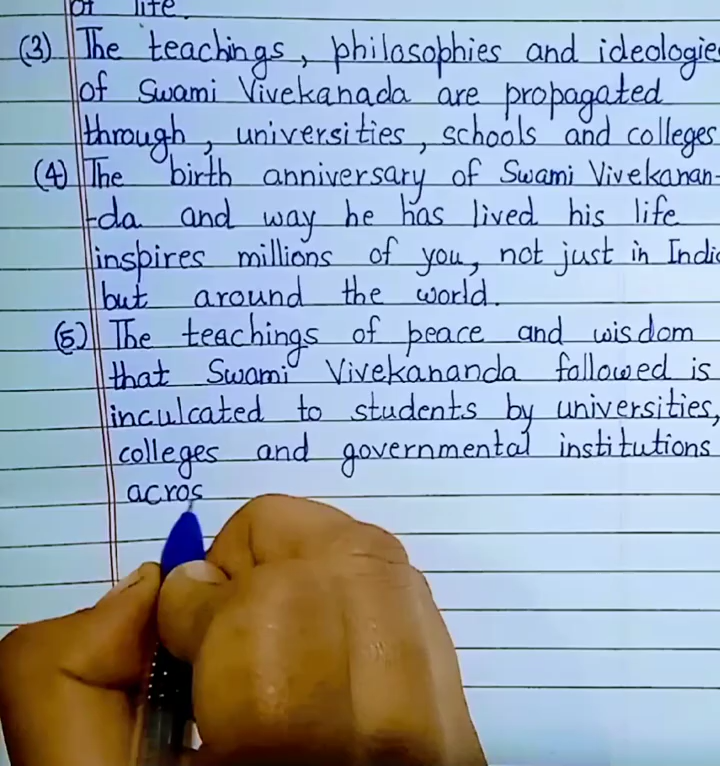 of life.
(3) The teachings, philosophies and ideologie
of Swami Vivekanada are propagated
through, universities, schools and colleges
(4) The birth anniversary of Swami Vivekanan-
-da and way he has lived his life
inspires millions of you, not just in India
but around the world.
(5) The teachings of peace and wisdom
that Swami Vivekananda followed is
inculcated to students by universities,
colleges and governmental institutions
acros